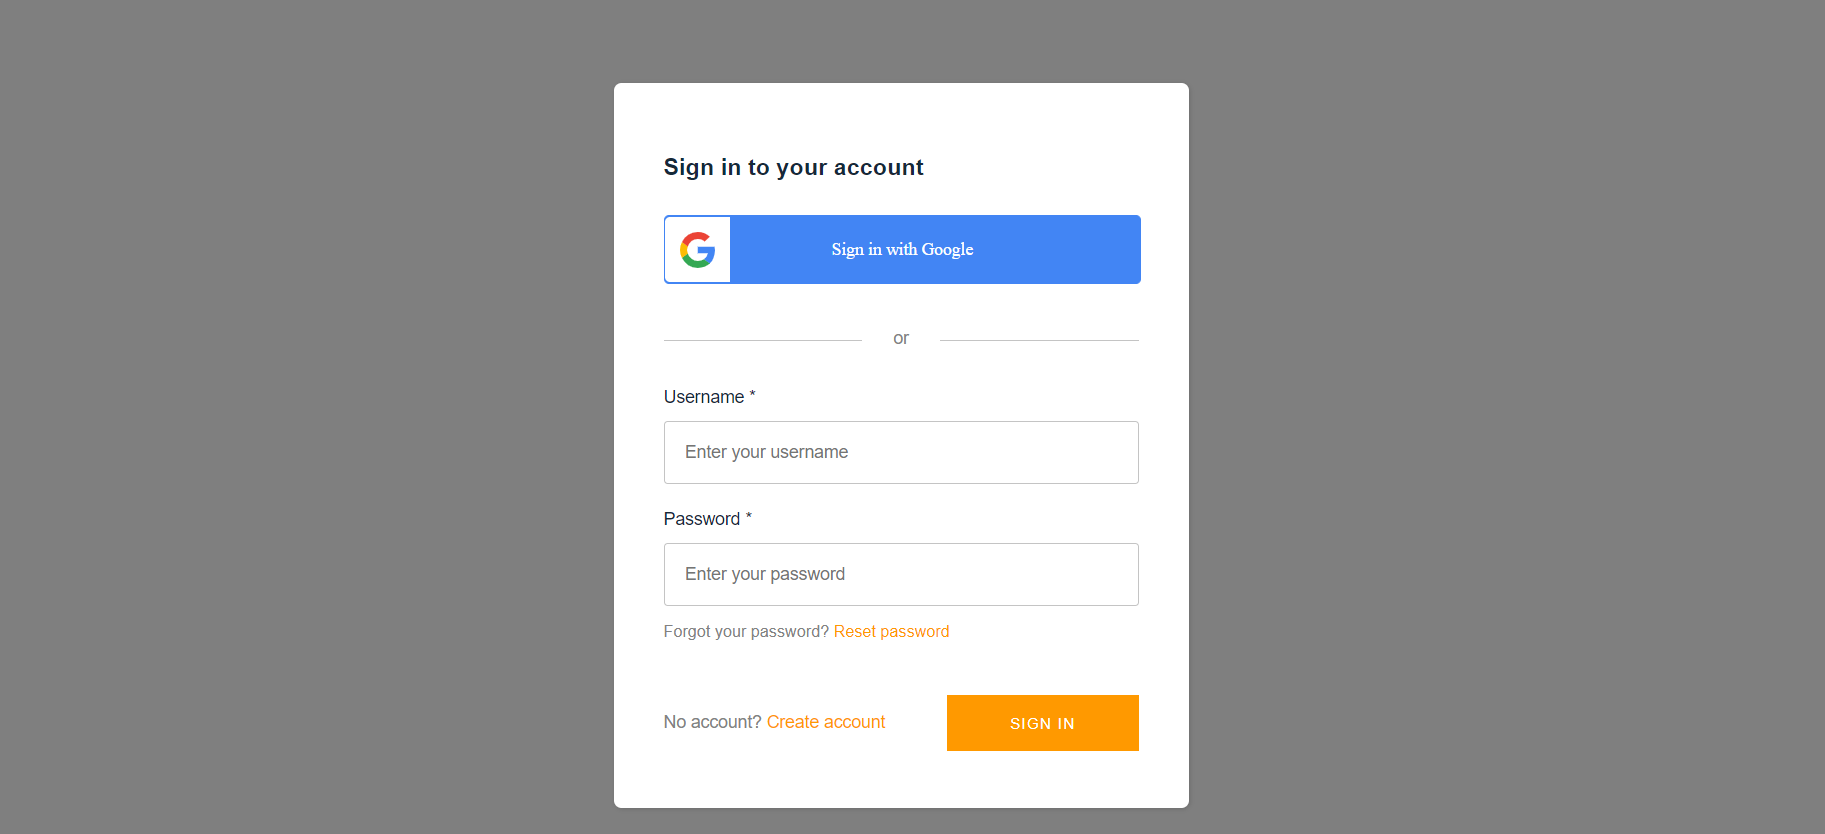 Sign in to your account
Sign in with Google
or
Username *
Enter your username
Password *
Enter your password
Forgot your password? Reset password
No account? Create account
SIGN IN